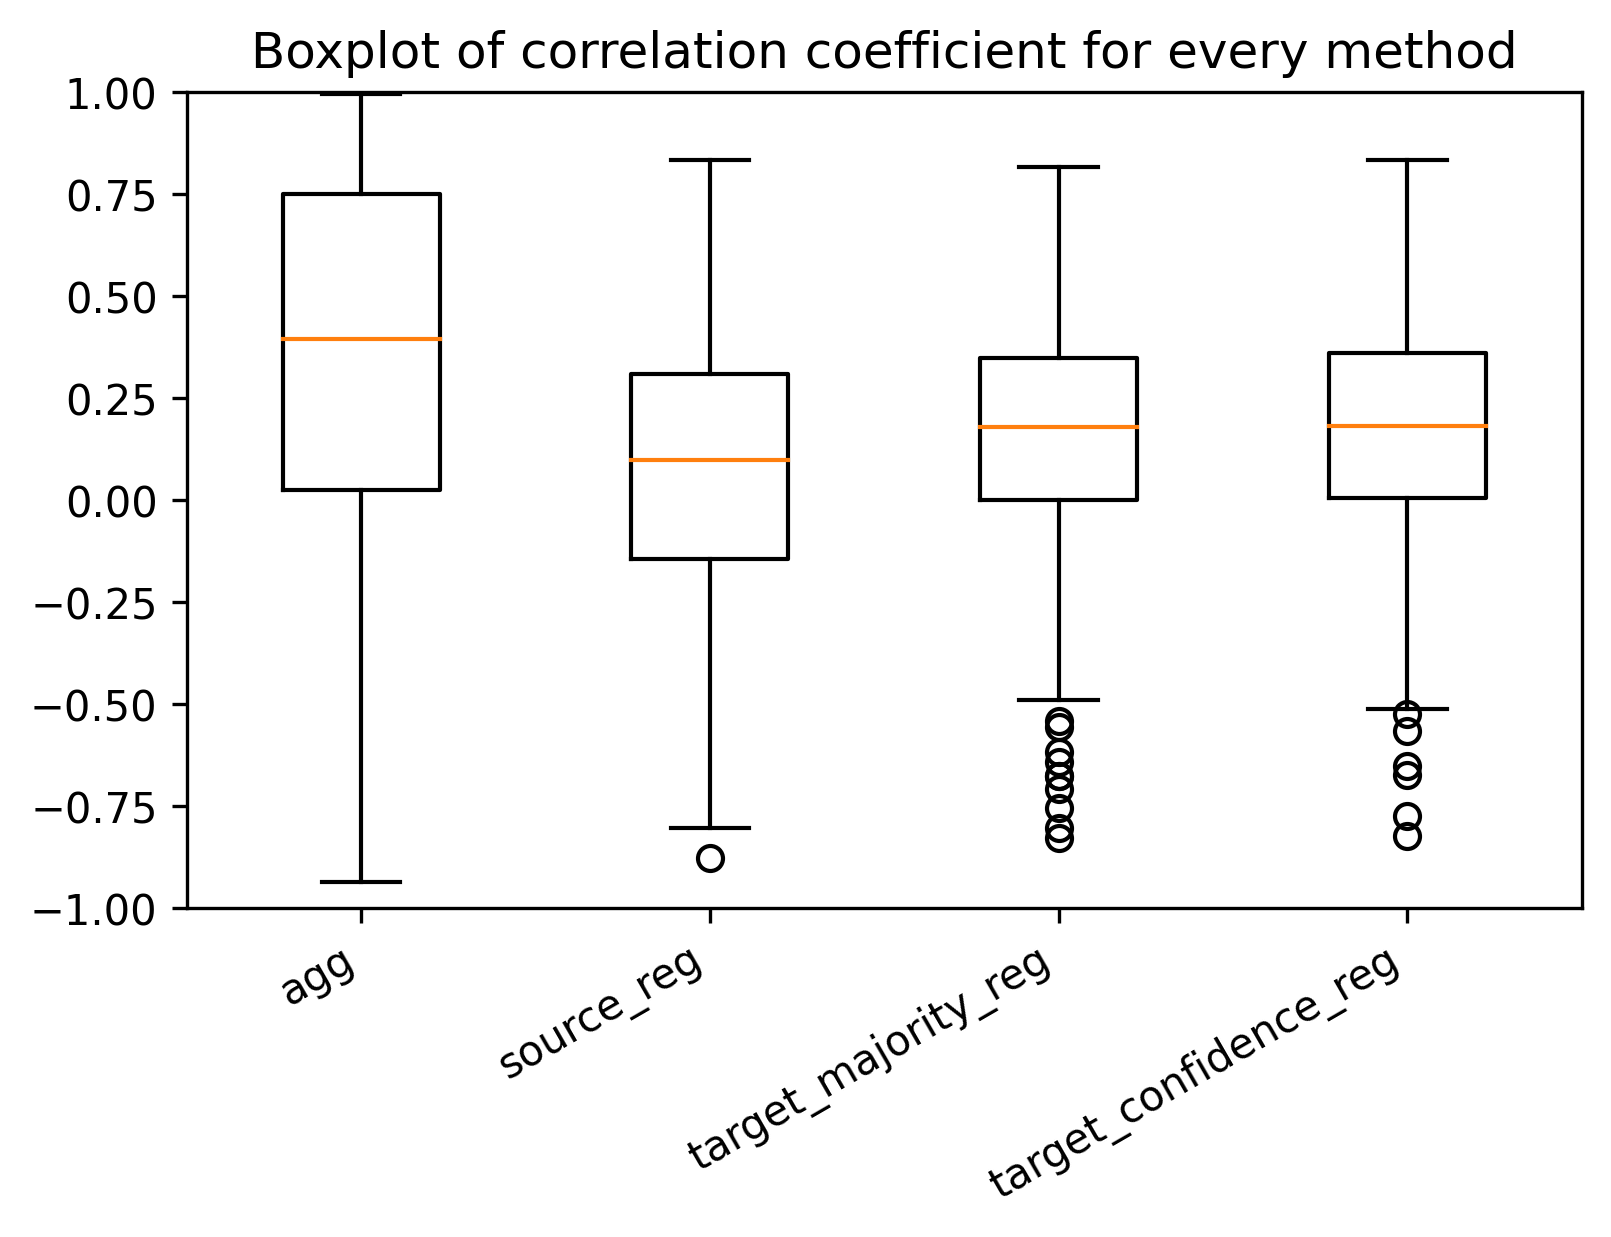 Boxplot of correlation coefficient for every method
1.00
0.75
0.50
0.25
0.00
−0.25
−0.50
−0.75
−1.00
agg
source_reg
target_majority_reg
target_confidence_reg